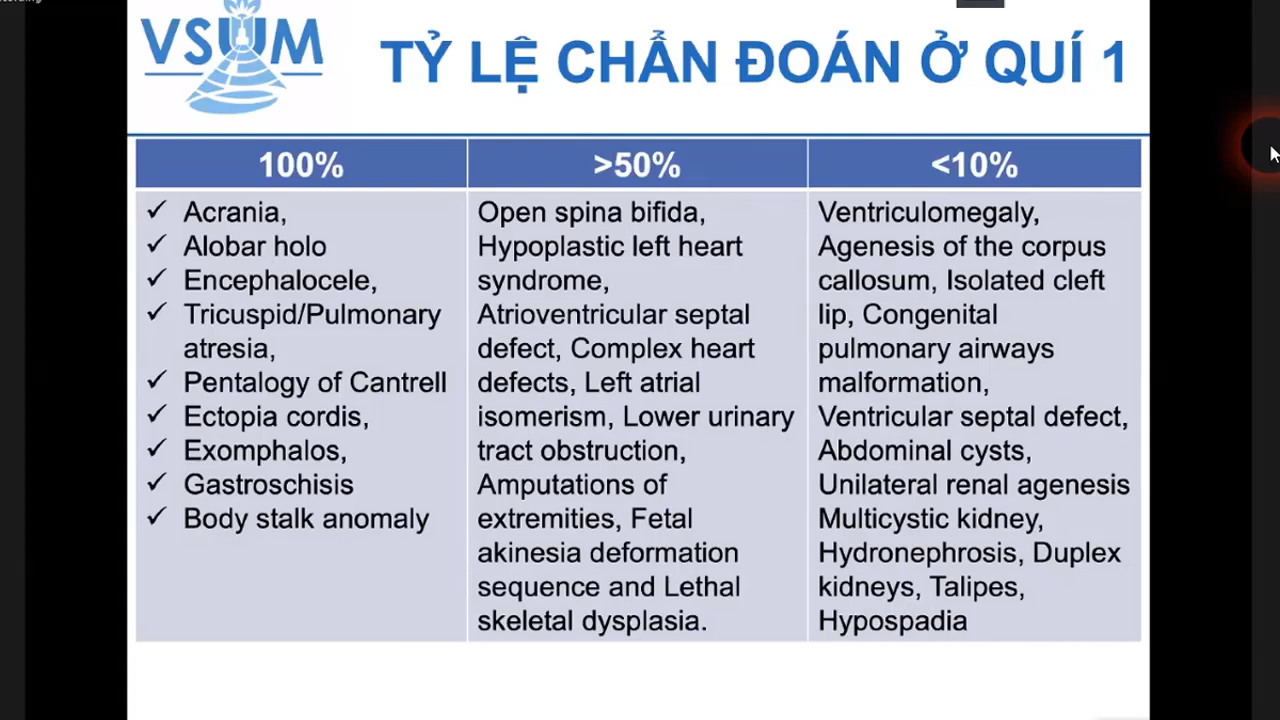 VSUM
TỶ LỆ CHẨN ĐOÁN Ở QUÍ 1
100%
>50%
<10%
Acrania,
Alobar holo
Encephalocele,
Tricuspid/Pulmonary
atresia,
Pentalogy of Cantrell
Ectopia cordis,
Exomphalos,
Gastroschisis
Body stalk anomaly
Open spina bifida,
Hypoplastic left heart
syndrome,
Atrioventricular septal
defect, Complex heart
defects, Left atrial
isomerism, Lower urinary
tract obstruction,
Amputations of
extremities, Fetal
akinesia deformation
sequence and Lethal
skeletal dysplasia.
Ventriculomegaly,
Agenesis of the corpus
callosum, Isolated cleft
lip, Congenital
pulmonary airways
malformation,
Ventricular septal defect,
Abdominal cysts,
Unilateral renal agenesis
Multicystic kidney,
Hydronephrosis, Duplex
kidneys, Talipes,
Hypospadia